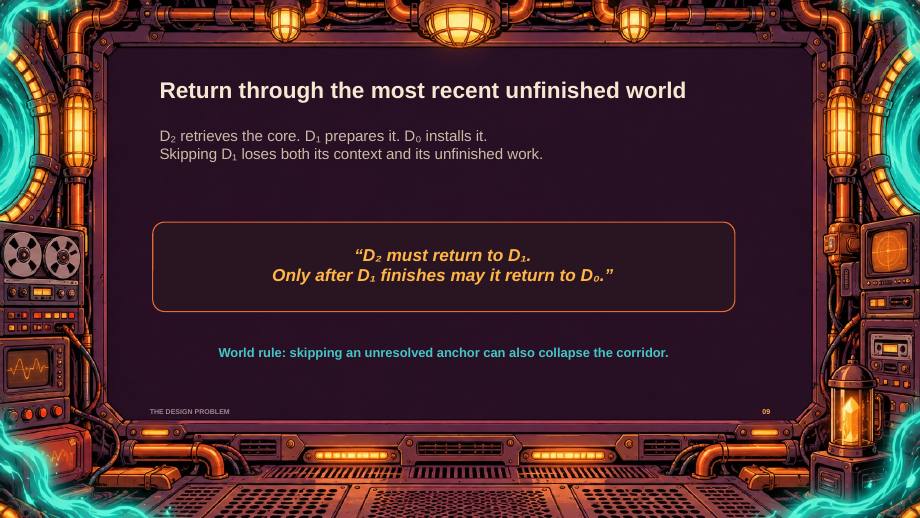 Return through the most recent unfinished world
D₂ retrieves the core. D₁ prepares it. D₀ installs it.
Skipping D₁ loses both its context and its unfinished work.
“D₂ must return to D₁.
Only after D₁ finishes may it return to D₀.”
World rule: skipping an unresolved anchor can also collapse the corridor.
THE DESIGN PROBLEM
09